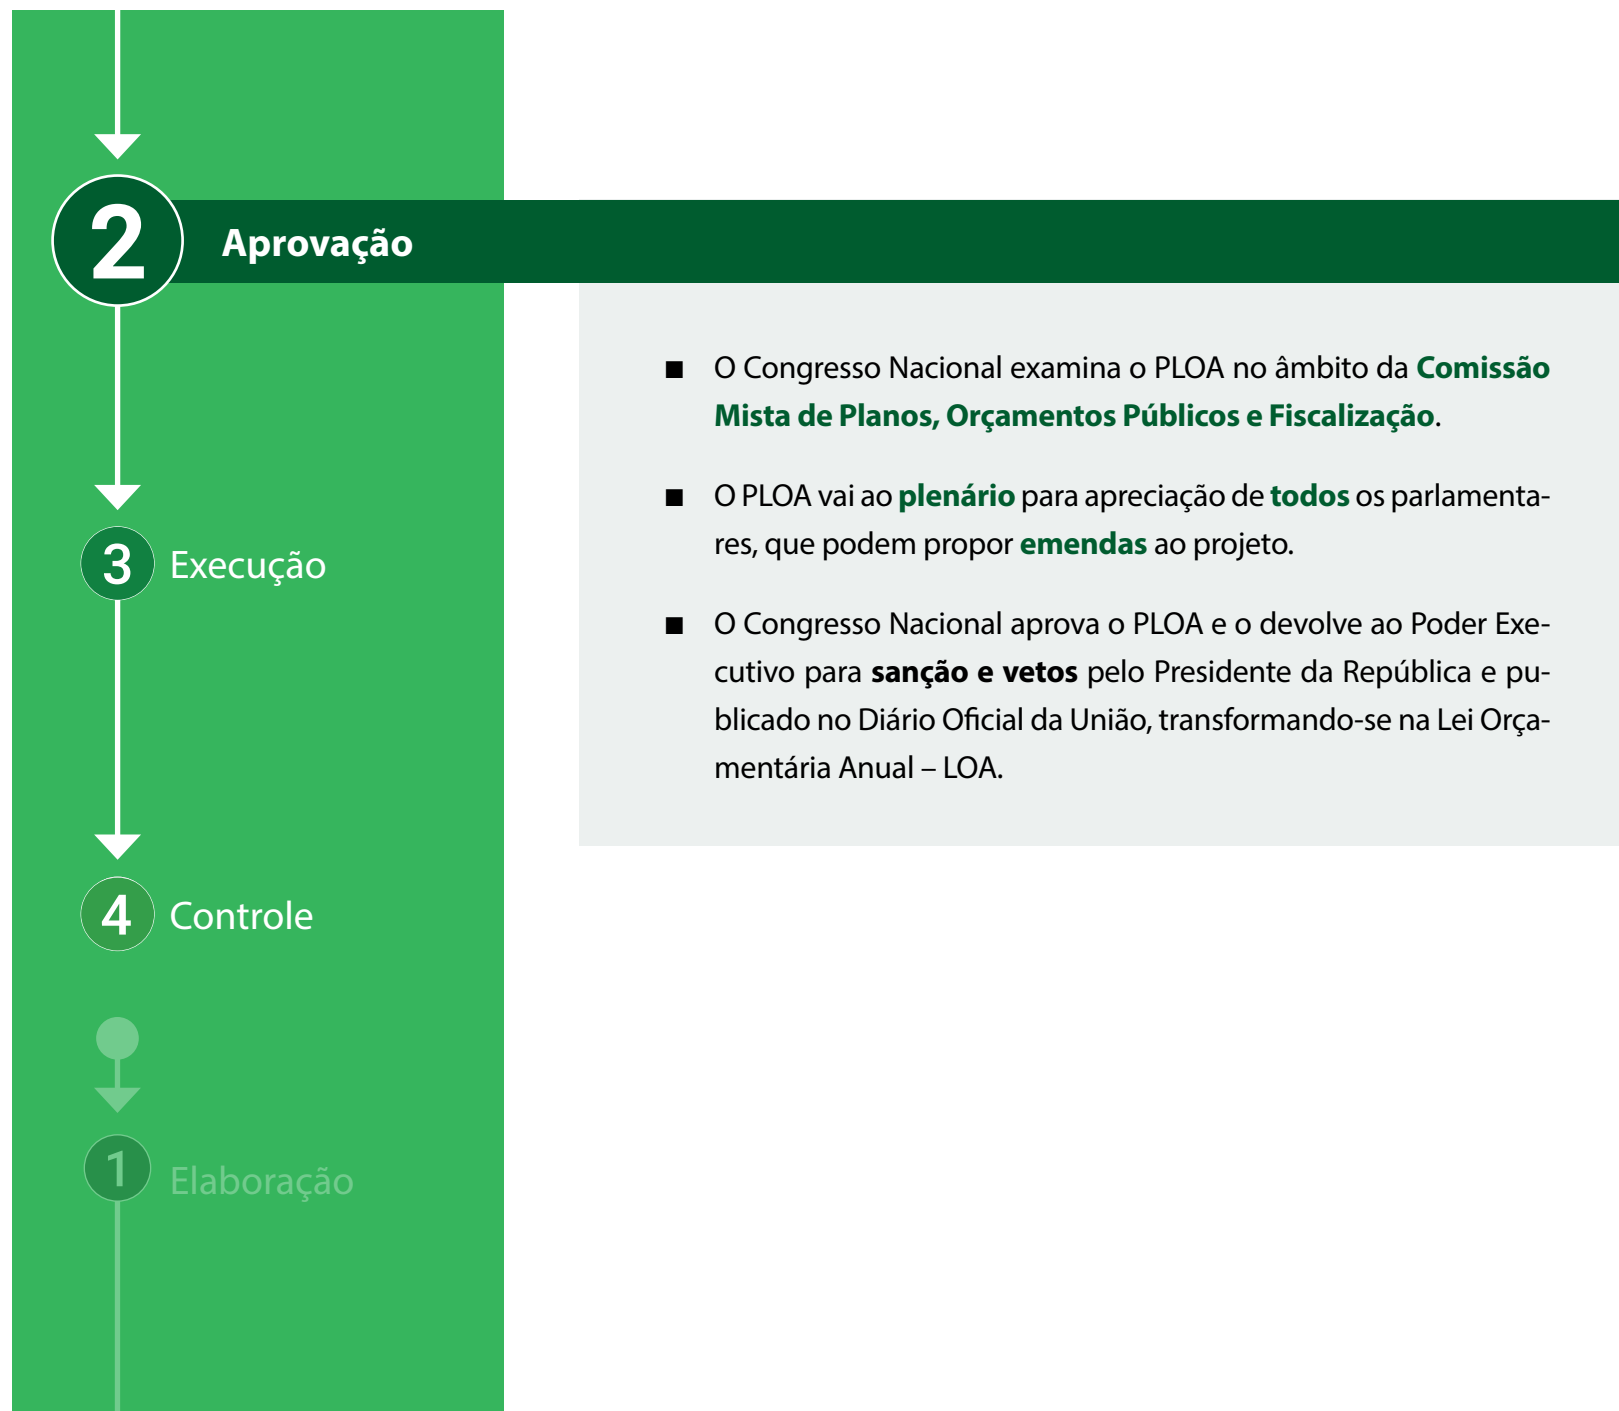 2
Aprovação
O Congresso Nacional examina o PLOA no âmbito da Comissão
Mista de Planos, Orçamentos Públicos e Fiscalização.
O PLOA vai ao plenário para apreciação de todos os parlamenta-
res, que podem propor emendas ao projeto.
O Congresso Nacional aprova o PLOA e o devolve ao Poder Exe-
cutivo para sanção e vetos pelo Presidente da República e pu-
blicado no Diário Oficial da União, transformando-se na Lei Orça-
mentária Anual – LOA.
3
Execução
4
Controle
1
Elaboração